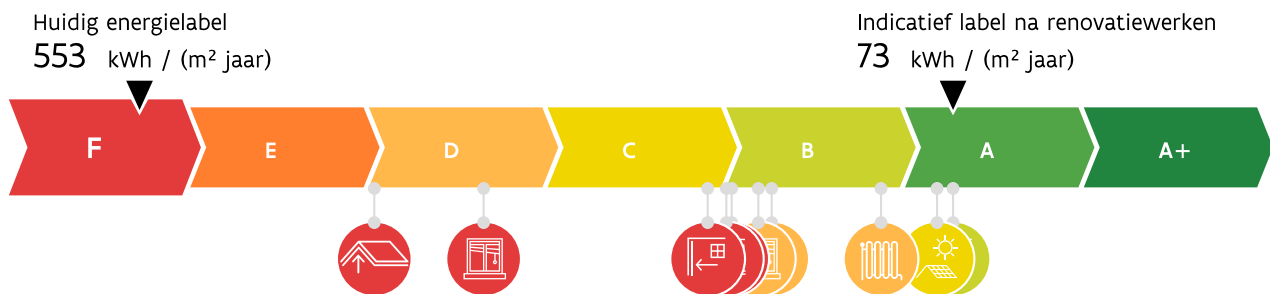 Huidig energielabel
553 kWh / (m² jaar)
Indicatief label na renovatiewerken
73 kWh / (m² jaar)
F
E
D
C
B
A
A+